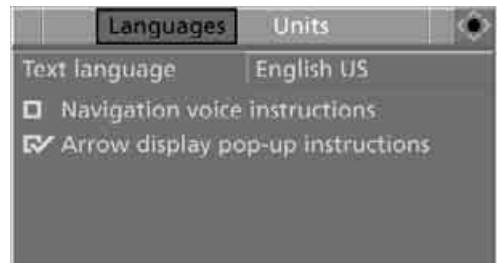 Languages Units
Text language English US
Navigation voice instructions
Arrow display pop-up instructions